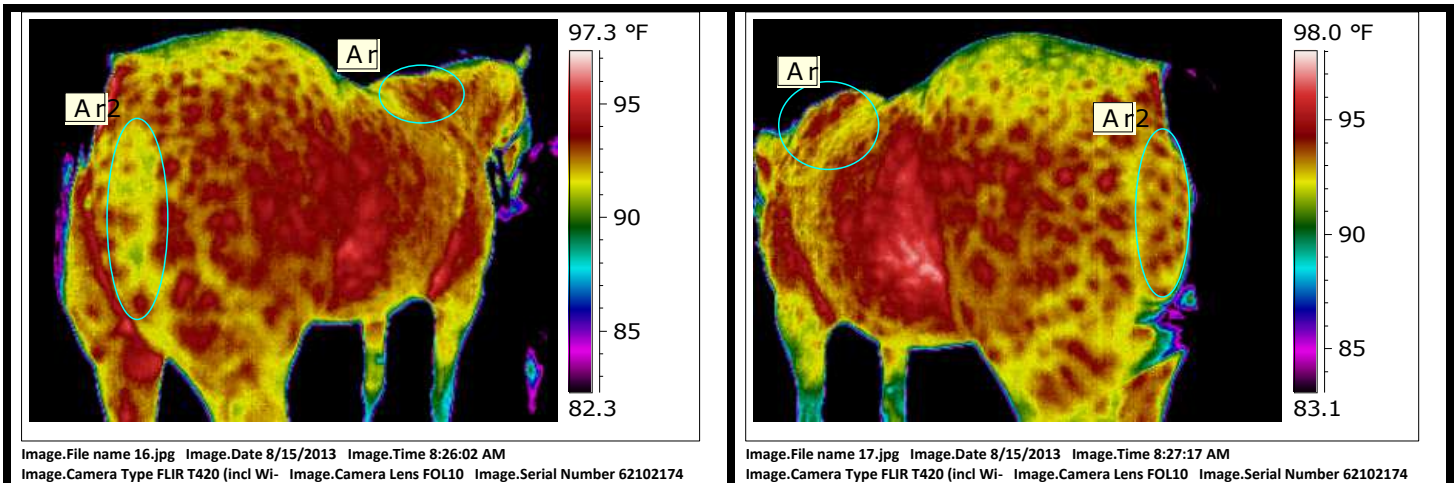 97.3 °F
95
90
85
82.3
Ar
Ar2
Image.File name 16.jpg Image.Date 8/15/2013 Image.Time 8:26:02 AM
Image.Camera Type FLIR T420 (incl Wi- Image.Camera Lens FOL10 Image.Serial Number 62102174
98.0 °F
95
90
85
83.1
Ar
Ar2
Image.File name 17.jpg Image.Date 8/15/2013 Image.Time 8:27:17 AM
Image.Camera Type FLIR T420 (incl Wi- Image.Camera Lens FOL10 Image.Serial Number 62102174